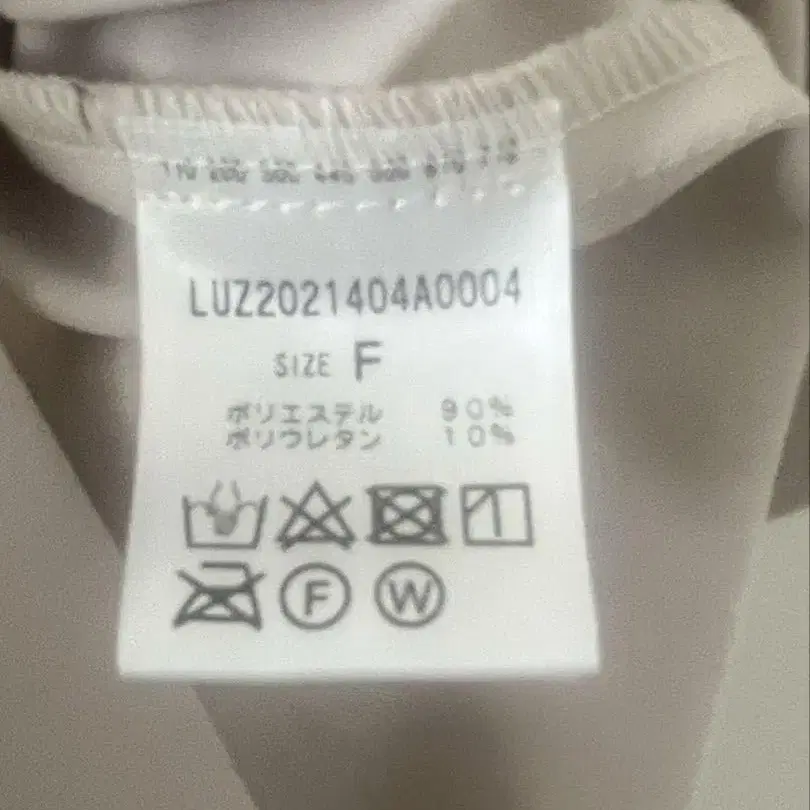 LUZ2021404A0004
SIZE F
ポリエステル 90%
ポリウレタン 10%
F W